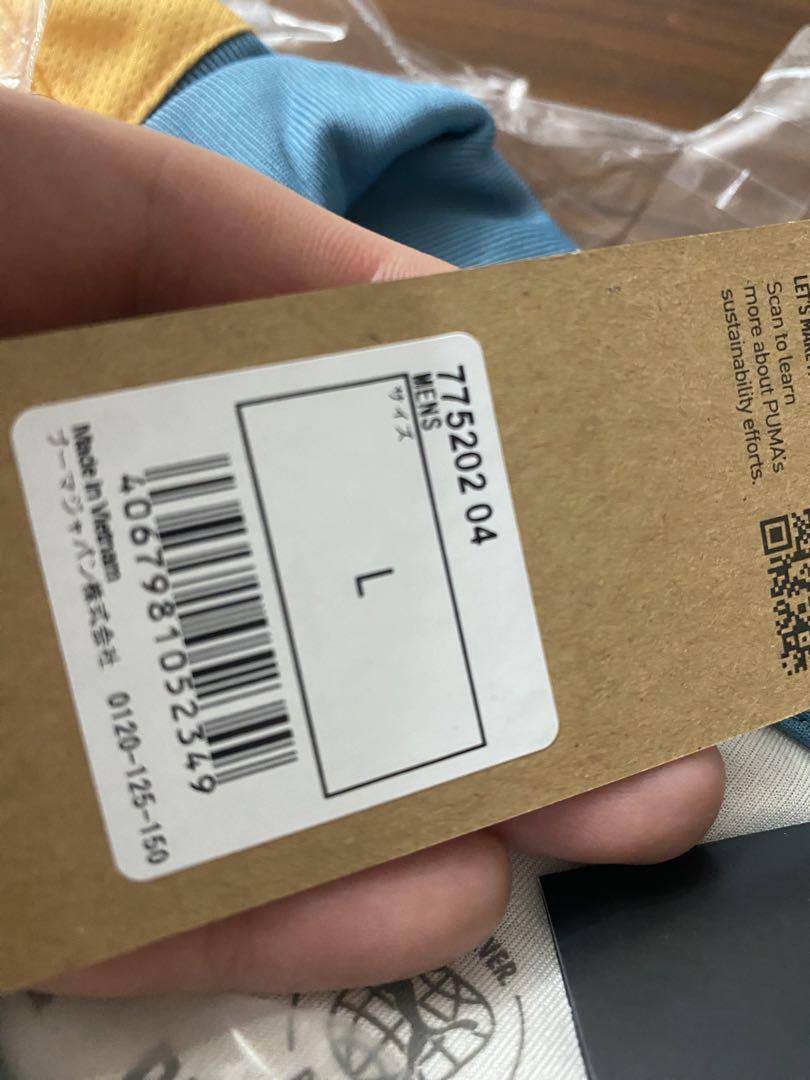 775202 04
MENS
サイズ
L
4067981052349
Made in Vietnam
プーマジャパン株式会社 0120-125-150
Scan to learn
more about PUMA's
sustainability efforts.
VER.